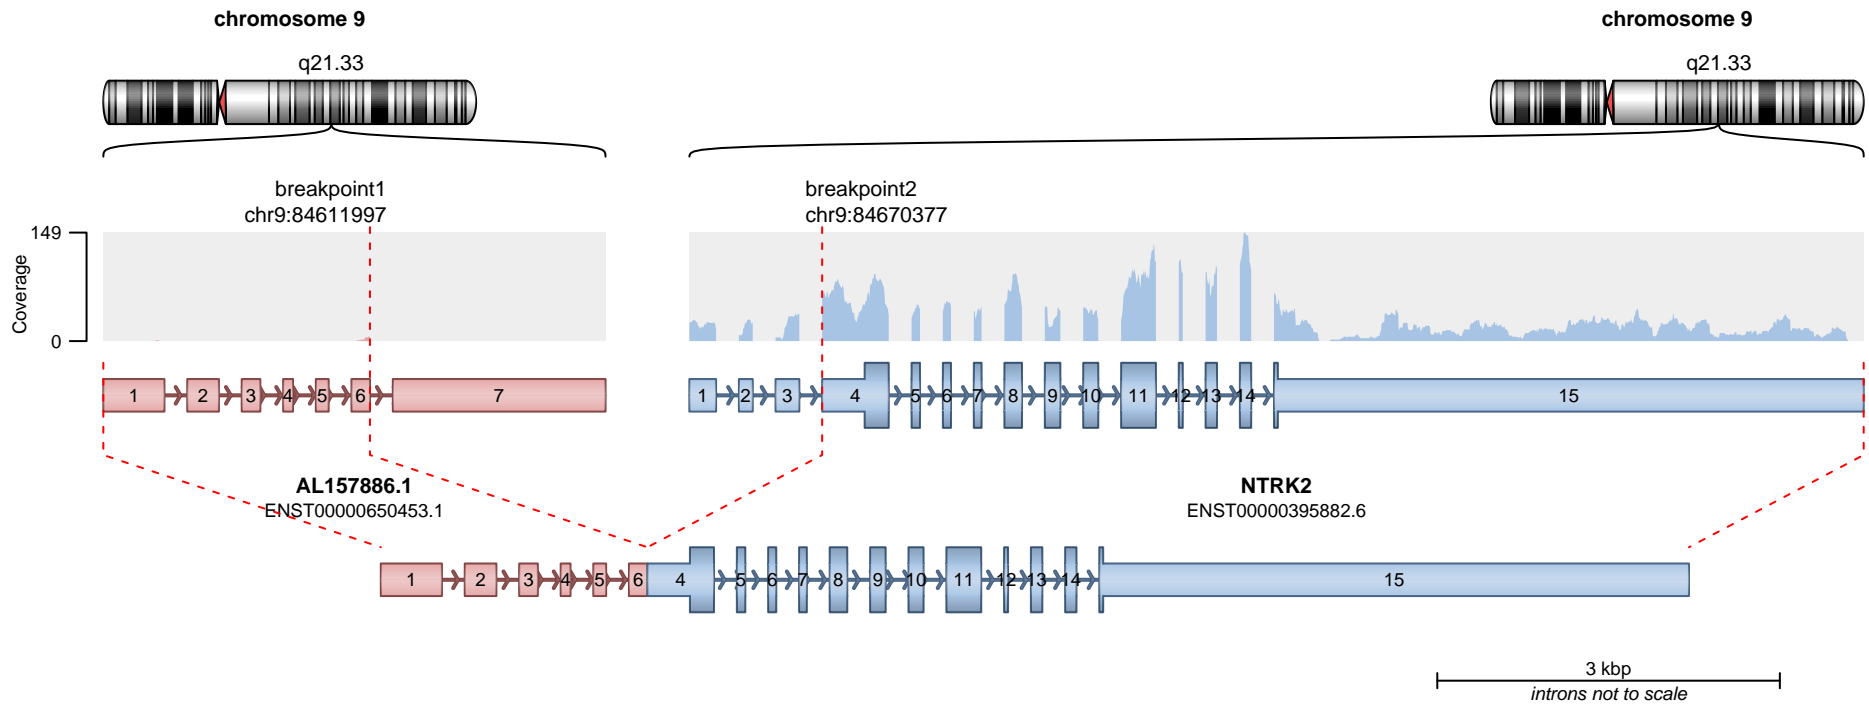 chromosome 9
chromosome 9
q21.33
q21.33
breakpoint1
chr9:84611997
breakpoint2
chr9:84670377
149
0
Coverage
1 2 3 4 5 6 7
1 2 3 4 5 6 7 8 9 10 11 12 13 14 15
AL157886.1
ENST00000650453.1
NTRK2
ENST00000395882.6
1 2 3 4 5 6 4 5 6 7 8 9 10 11 12 13 14 15
3 kbp
introns not to scale